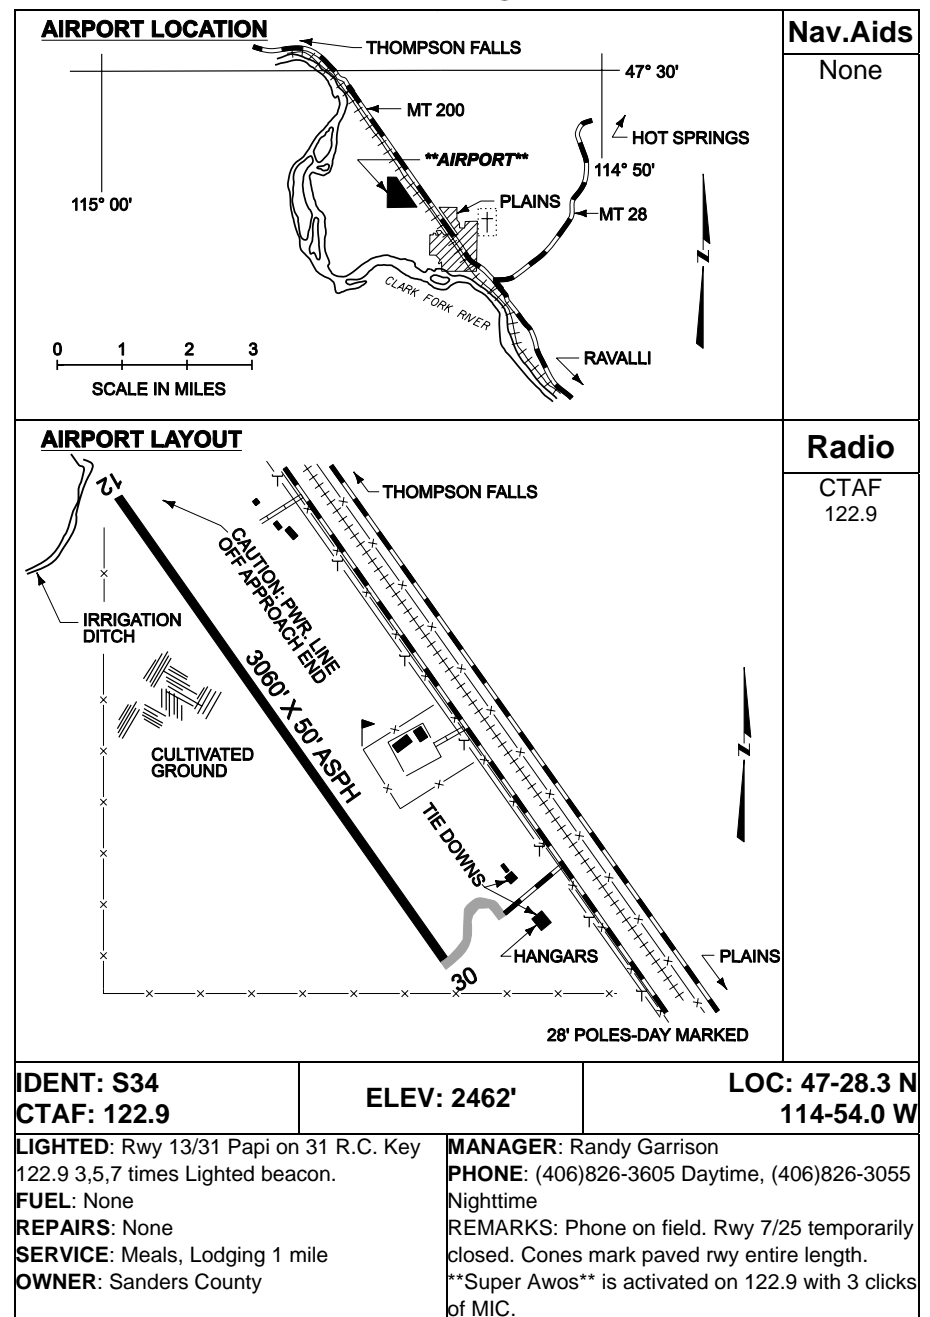 AIRPORT LOCATION
THOMPSON FALLS
47° 30'
MT 200
HOT SPRINGS
**AIRPORT**
114° 50'
115° 00'
PLAINS
MT 28
N
CLARK FORK RIVER
0 1 2 3
SCALE IN MILES
RAVALLI
Nav.Aids
None
AIRPORT LAYOUT
12
THOMPSON FALLS
CAUTION: PWR. LINE
OFF APPROACH END
IRRIGATION
DITCH
3060' X 50' ASPH
CULTIVATED
GROUND
N
TIE DOWNS
HANGARS
30
PLAINS
28' POLES-DAY MARKED
Radio
CTAF
122.9
IDENT: S34
CTAF: 122.9
ELEV: 2462'
LOC: 47-28.3 N
114-54.0 W
LIGHTED: Rwy 13/31 Papi on 31 R.C. Key
122.9 3,5,7 times Lighted beacon.
FUEL: None
REPAIRS: None
SERVICE: Meals, Lodging 1 mile
OWNER: Sanders County
MANAGER: Randy Garrison
PHONE: (406)826-3605 Daytime, (406)826-3055
Nighttime
REMARKS: Phone on field. Rwy 7/25 temporarily
closed. Cones mark paved rwy entire length.
**Super Awos** is activated on 122.9 with 3 clicks
of MIC.